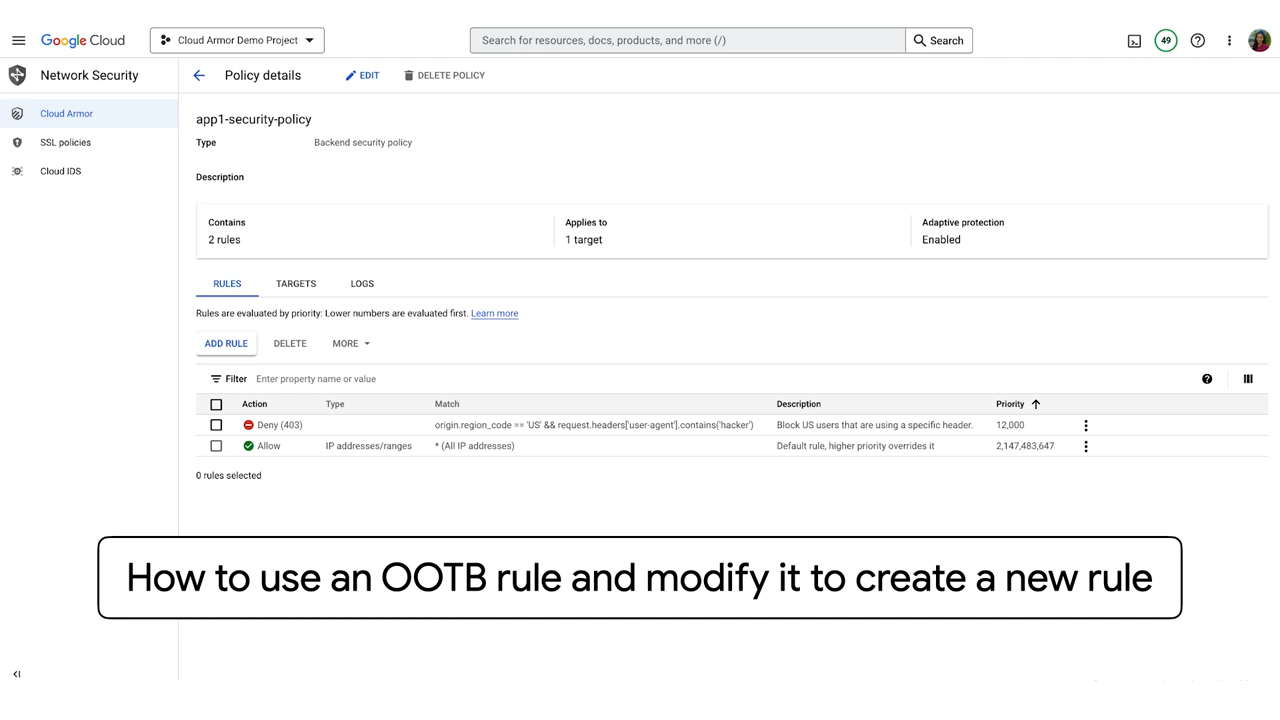 Google Cloud
Cloud Armor Demo Project
Search for resources, docs, products, and more (/)
Search
49
Network Security
Policy details
EDIT
DELETE POLICY
Cloud Armor
SSL policies
Cloud IDS
app1-security-policy
Type Backend security policy
Description
Contains Applies to Adaptive protection
2 rules 1 target Enabled
RULES TARGETS LOGS
Rules are evaluated by priority: Lower numbers are evaluated first. Learn more
ADD RULE DELETE MORE
Filter Enter property name or value
Action Type Match Description Priority
Deny (403) origin.region_code == 'US' && request.headers['user-agent'].contains('hacker') Block US users that are using a specific header. 12,000
Allow IP addresses/ranges * (All IP addresses) Default rule, higher priority overrides it 2,147,483,647
0 rules selected
How to use an OOTB rule and modify it to create a new rule